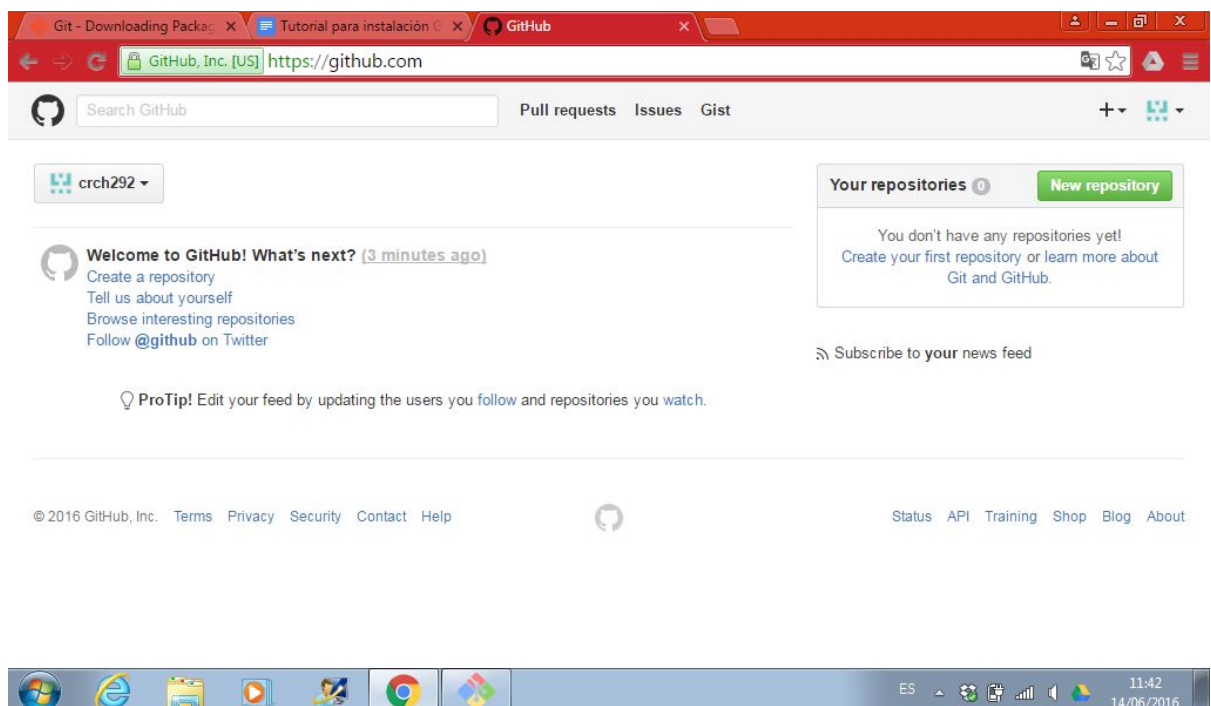 Git - Downloading Packag
Tutorial para instalación G
GitHub
GitHub, Inc. [US] https://github.com
Search GitHub
Pull requests Issues Gist
crch292
Your repositories 0 New repository
You don't have any repositories yet!
Create your first repository or learn more about
Git and GitHub.
Welcome to GitHub! What's next? (3 minutes ago)
Create a repository
Tell us about yourself
Browse interesting repositories
Follow @github on Twitter
Subscribe to your news feed
ProTip! Edit your feed by updating the users you follow and repositories you watch.
© 2016 GitHub, Inc. Terms Privacy Security Contact Help
Status API Training Shop Blog About
ES
11:42
14/06/2016